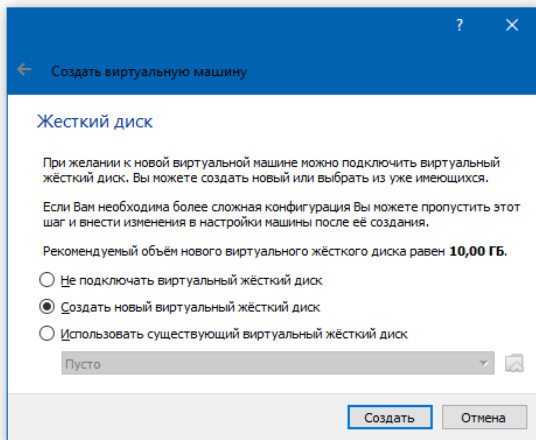 ?
Создать виртуальную машину
Жесткий диск
При желании к новой виртуальной машине можно подключить виртуальный
жёсткий диск. Вы можете создать новый или выбрать из уже имеющихся.
Если Вам необходима более сложная конфигурация Вы можете пропустить этот
шаг и внести изменения в настройки машины после её создания.
Рекомендуемый объём нового виртуального жёсткого диска равен 10,00 ГБ.
Не подключать виртуальный жёсткий диск
Создать новый виртуальный жёсткий диск
Использовать существующий виртуальный жёсткий диск
Пусто
Создать
Отмена